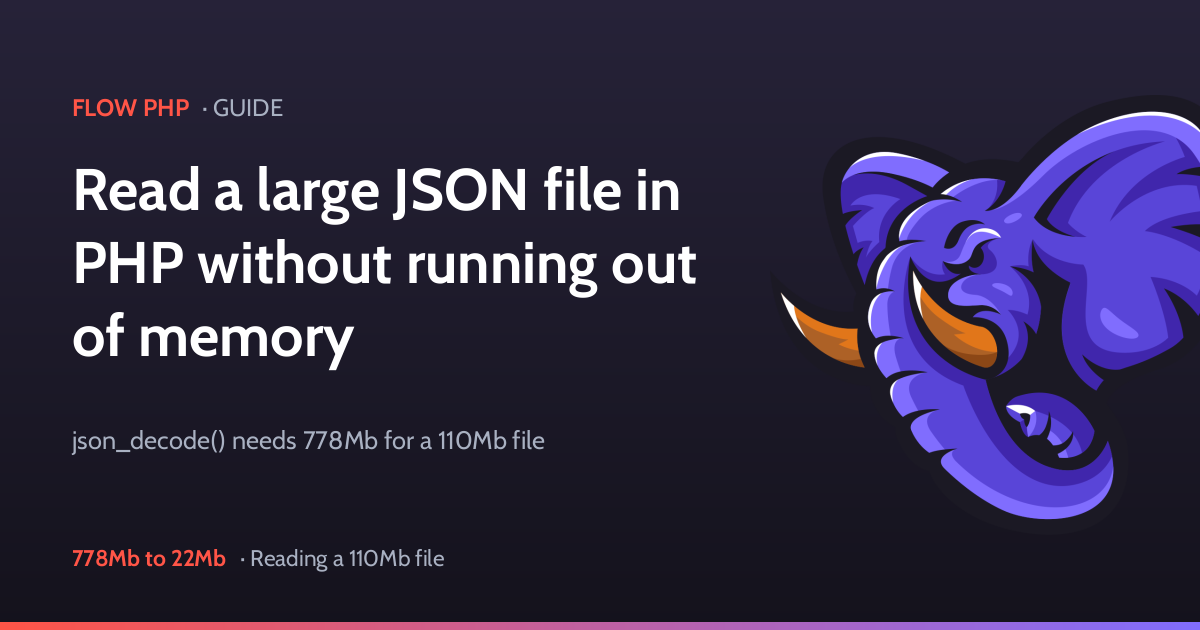 FLOW PHP · GUIDE
Read a large JSON file in
PHP without running out
of memory
json_decode() needs 778Mb for a 110Mb file
778Mb to 22Mb · Reading a 110Mb file